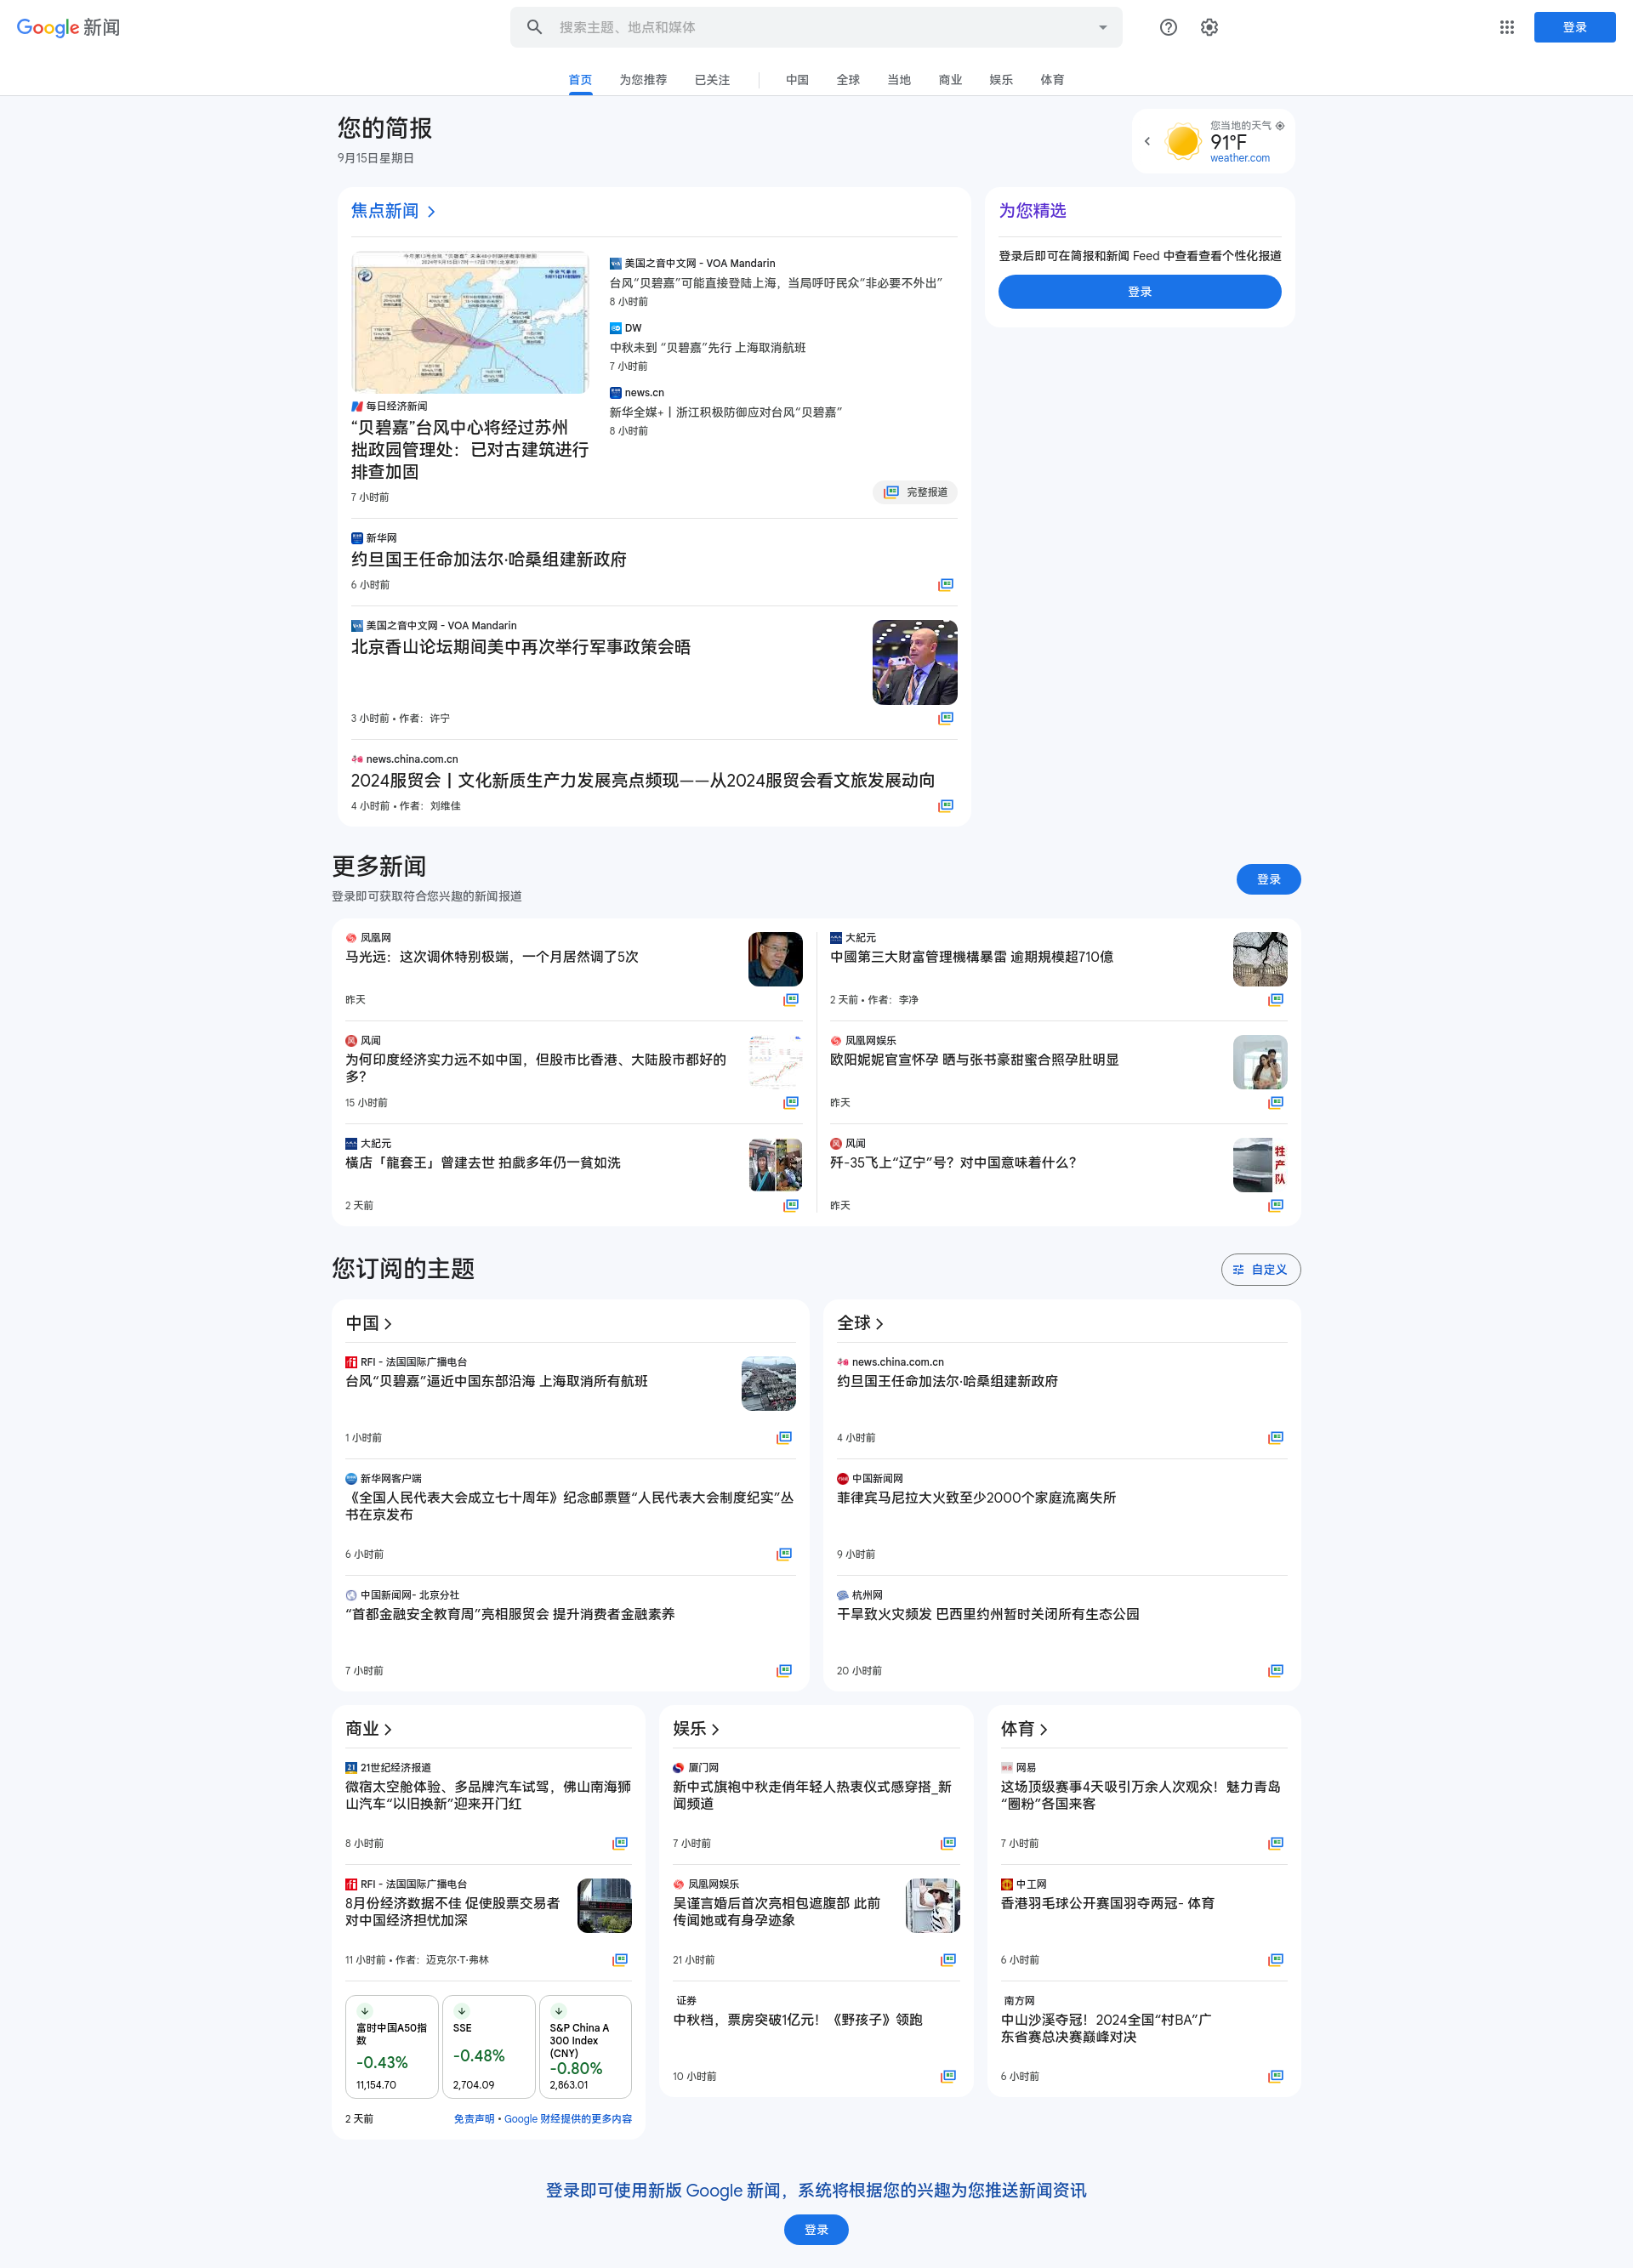 Google 新闻
搜索主题、地点和媒体
登录
首页
为您推荐
已关注
中国
全球
当地
商业
娱乐
体育
您的简报
9月15日星期日
您当地的天气
91°F
weather.com
焦点新闻
每日经济新闻
“贝碧嘉”台风中心将经过苏州
拙政园管理处：已对古建筑进行
排查加固
7 小时前
美国之音中文网 - VOA Mandarin
台风“贝碧嘉”可能直接登陆上海，当局呼吁民众“非必要不外出”
8 小时前
DW
中秋未到 “贝碧嘉”先行 上海取消航班
7 小时前
news.cn
新华全媒+丨浙江积极防御应对台风“贝碧嘉”
8 小时前
完整报道
为您精选
登录后即可在简报和新闻 Feed 中查看查看个性化报道
登录
新华网
约旦国王任命加法尔·哈桑组建新政府
6 小时前
美国之音中文网 - VOA Mandarin
北京香山论坛期间美中再次举行军事政策会晤
3 小时前 • 作者：许宁
news.china.com.cn
2024服贸会丨文化新质生产力发展亮点频现——从2024服贸会看文旅发展动向
4 小时前 • 作者：刘维佳
更多新闻
登录即可获取符合您兴趣的新闻报道
登录
凤凰网
马光远：这次调休特别极端，一个月居然调了5次
昨天
风闻
为何印度经济实力远不如中国，但股市比香港、大陆股市都好的
多？
15 小时前
大紀元
橫店「龍套王」曾建去世 拍戲多年仍一貧如洗
2 天前
大紀元
中國第三大財富管理機構暴雷 逾期規模超710億
2 天前 • 作者：李净
凤凰网娱乐
欧阳妮妮官宣怀孕 晒与张书豪甜蜜合照孕肚明显
昨天
风闻
歼-35飞上“辽宁”号？对中国意味着什么？
昨天
您订阅的主题
自定义
中国
RFI - 法国国际广播电台
台风“贝碧嘉”逼近中国东部沿海 上海取消所有航班
1 小时前
新华网客户端
《全国人民代表大会成立七十周年》纪念邮票暨“人民代表大会制度纪实”丛
书在京发布
6 小时前
中国新闻网- 北京分社
“首都金融安全教育周”亮相服贸会 提升消费者金融素养
7 小时前
全球
news.china.com.cn
约旦国王任命加法尔·哈桑组建新政府
4 小时前
中国新闻网
菲律宾马尼拉大火致至少2000个家庭流离失所
9 小时前
杭州网
干旱致火灾频发 巴西里约州暂时关闭所有生态公园
20 小时前
商业
21世纪经济报道
微宿太空舱体验、多品牌汽车试驾，佛山南海狮
山汽车“以旧换新”迎来开门红
8 小时前
RFI - 法国国际广播电台
8月份经济数据不佳 促使股票交易者
对中国经济担忧加深
11 小时前 • 作者：迈克尔·T·弗林
富时中国A50指
数
-0.43%
11,154.70
SSE
-0.48%
2,704.09
S&P China A
300 Index
(CNY)
-0.80%
2,863.01
2 天前
免责声明 • Google 财经提供的更多内容
娱乐
厦门网
新中式旗袍中秋走俏年轻人热衷仪式感穿搭_新
闻频道
7 小时前
凤凰网娱乐
吴谨言婚后首次亮相包遮腹部 此前
传闻她或有身孕迹象
21 小时前
证券
中秋档，票房突破1亿元！《野孩子》领跑
10 小时前
体育
网易
这场顶级赛事4天吸引万余人次观众！魅力青岛
“圈粉”各国来客
7 小时前
中工网
香港羽毛球公开赛国羽夺两冠- 体育
6 小时前
南方网
中山沙溪夺冠！2024全国“村BA”广
东省赛总决赛巅峰对决
6 小时前
登录即可使用新版 Google 新闻，系统将根据您的兴趣为您推送新闻资讯
登录